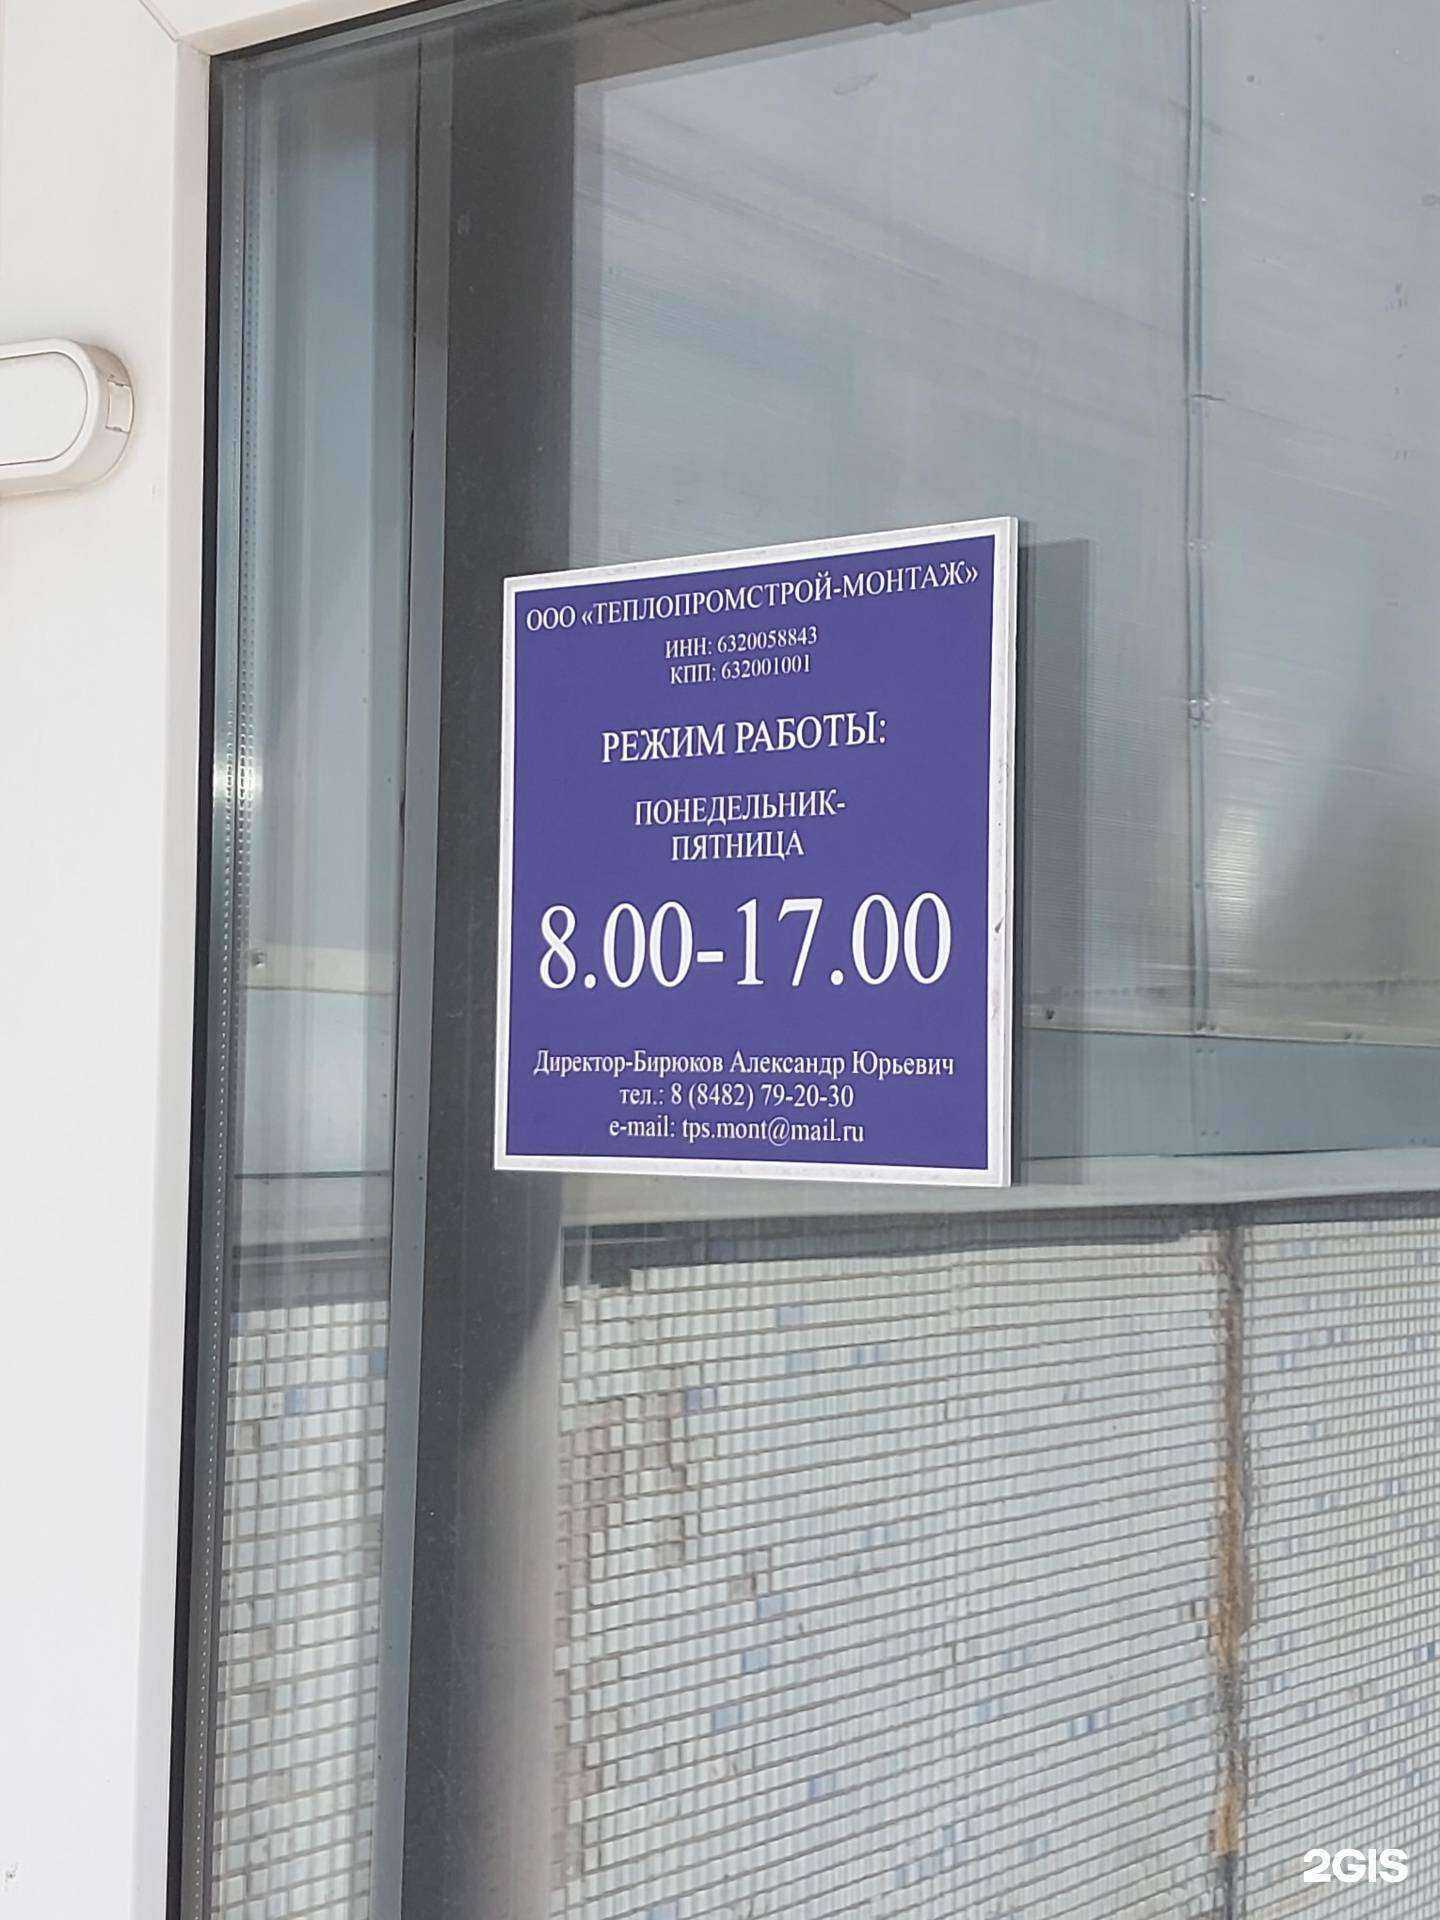 ООО «ТЕПЛОПРОМСТРОЙ-МОНТАЖ»
ИНН: 6320058843
КПП: 632001001
РЕЖИМ РАБОТЫ:
ПОНЕДЕЛЬНИК-
ПЯТНИЦА
8.00-17.00
Директор-Бирюков Александр Юрьевич
тел.: 8 (8482) 79-20-30
e-mail: tps.mont@mail.ru
2GIS